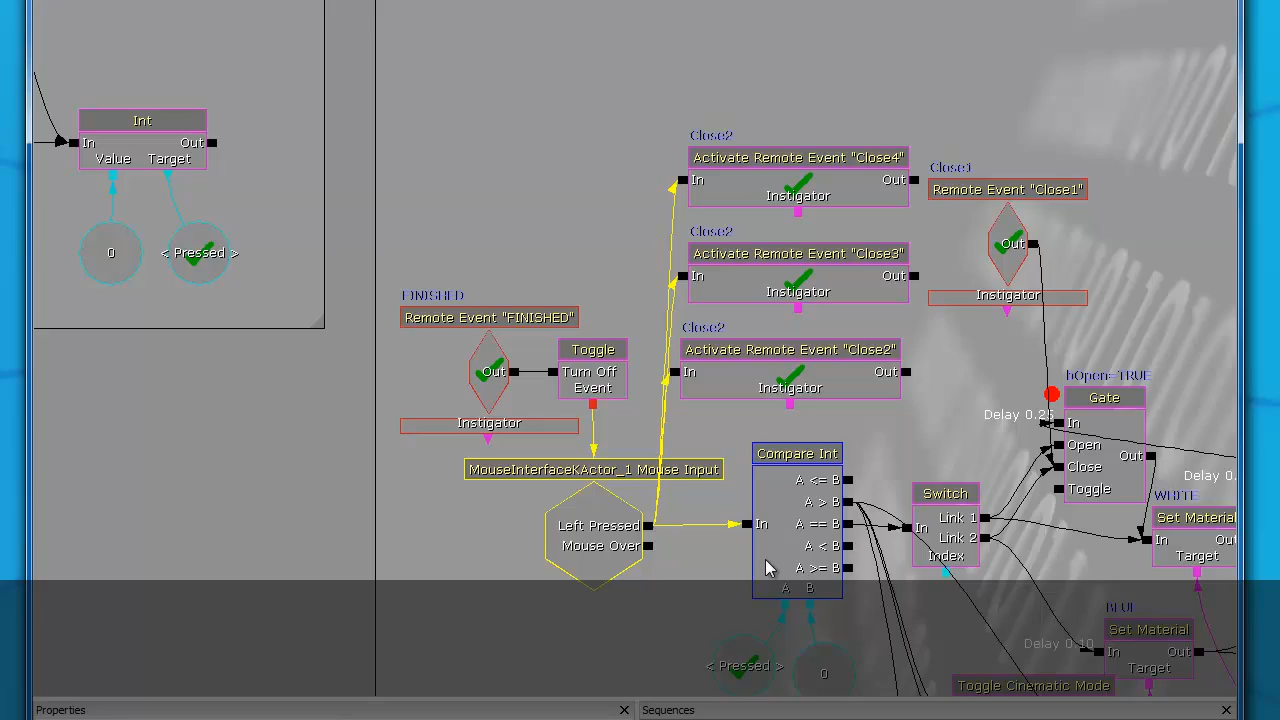 Int
In Out
Value Target
0
< Pressed >
FINISHED
Remote Event "FINISHED"
Out
Instigator
Toggle
Turn Off
Event
MouseInterfaceKActor_1 Mouse Input
Left Pressed
Mouse Over
Close2
Activate Remote Event "Close4"
In Out
Instigator
Close2
Activate Remote Event "Close3"
In Out
Instigator
Close2
Activate Remote Event "Close2"
In Out
Instigator
Close1
Remote Event "Close1"
Out
Instigator
Compare Int
A <= B
A > B
In A == B
A < B
A >= B
A B
< Pressed >
0
Switch
Link 1
In Link 2
Index
bOpen=TRUE
Gate
Delay 0.25
In
Open
Out
Close
Toggle
Delay 0.
WHITE
Set Material
In Out
Target
BLUE
Set Material
Delay 0.10
In Out
Target
Toggle Cinematic Mode
Properties
Sequences